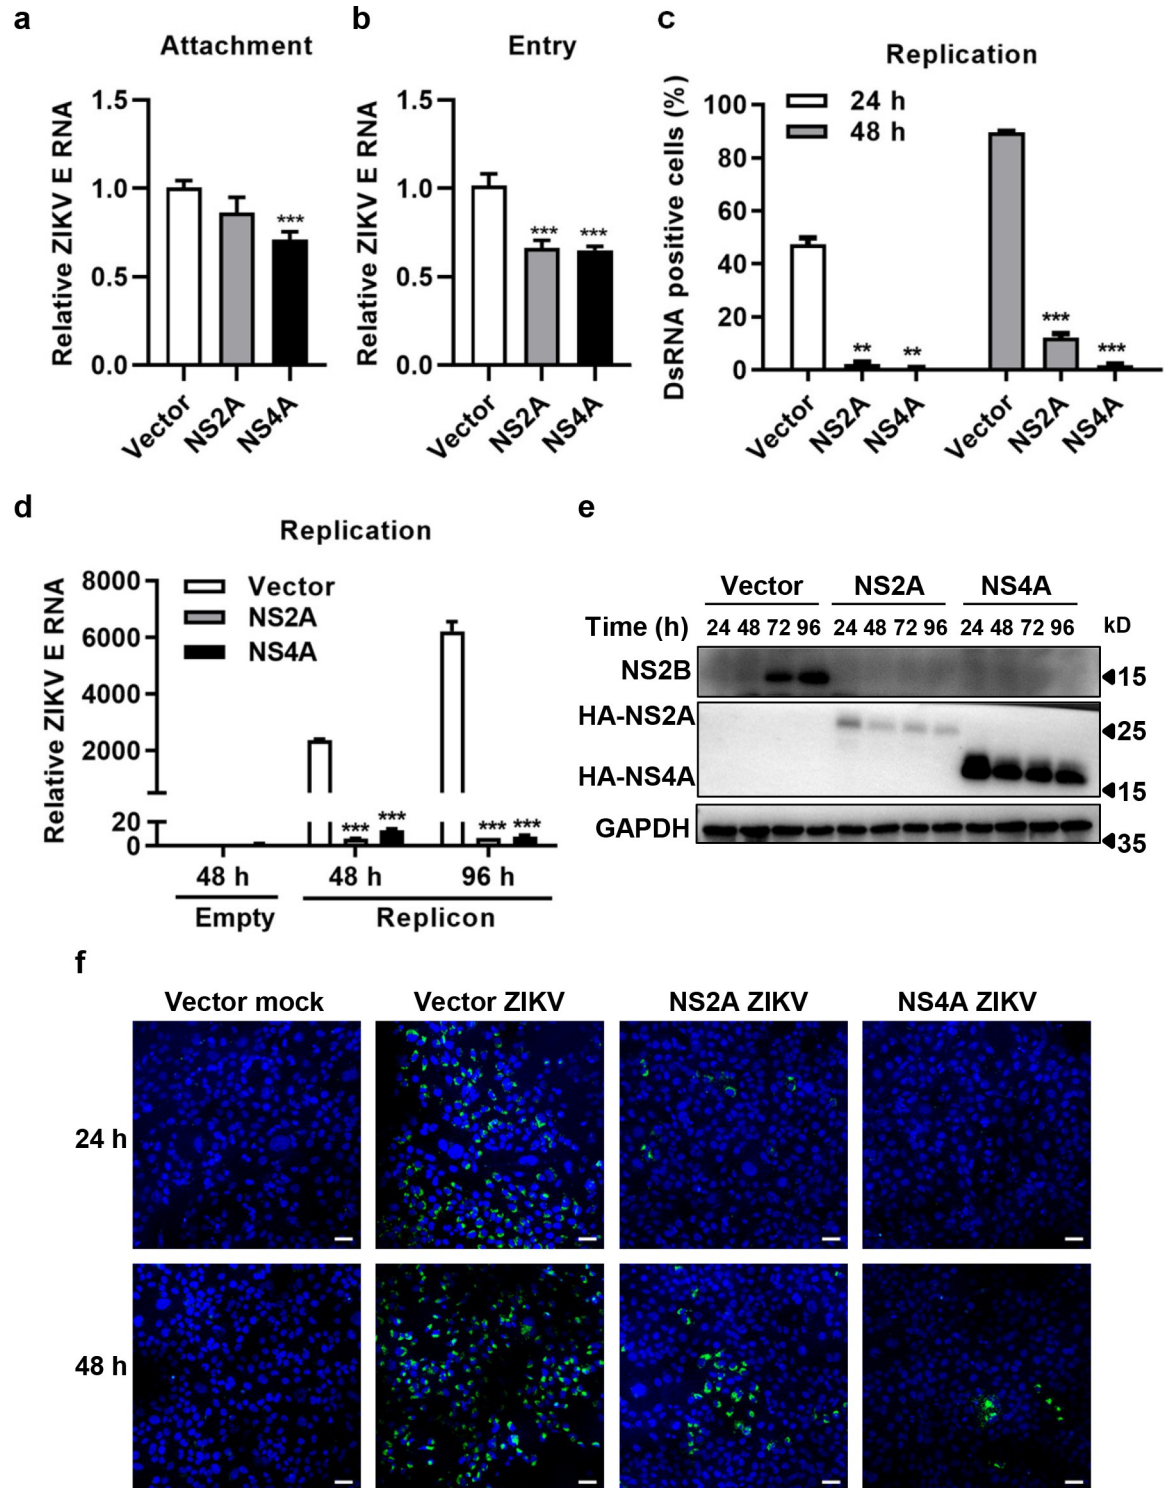 a
Attachment
Relative ZIKV E RNA
1.5
1.0
0.5
0.0
***
Vector
NS2A
NS4A
b
Entry
Relative ZIKV E RNA
1.5
1.0
0.5
0.0
***
***
Vector
NS2A
NS4A
c
Replication
DsRNA positive cells (%)
100
80
60
40
20
0
24 h
48 h
**
**
***
***
Vector
NS2A
NS4A
Vector
NS2A
NS4A
d
Replication
Relative ZIKV E RNA
8000
6000
4000
2000
20
0
Vector
NS2A
NS4A
***
***
***
***
48 h
48 h
96 h
Empty
Replicon
e
Vector NS2A NS4A
Time (h) 24 48 72 96 24 48 72 96 24 48 72 96 kD
NS2B 15
HA-NS2A 25
HA-NS4A 15
GAPDH 35
f
Vector mock Vector ZIKV NS2A ZIKV NS4A ZIKV
24 h
48 h